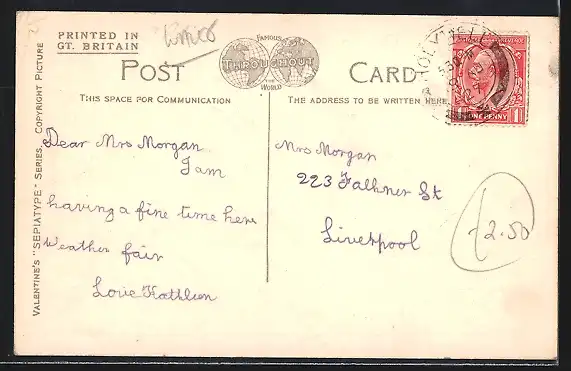 PRINTED IN
GT. BRITAIN
POST
FAMOUS
THROUGHOUT
WORLD
CARD
THIS SPACE FOR COMMUNICATION
THE ADDRESS TO BE WRITTEN HERE
VALENTINE'S "SEPIATYPE" SERIES. COPYRIGHT PICTURE
Dear Mrs Morgan
I am
having a fine time here
Weather fair
Love Kathleen
Mrs Morgan
223 Falkner St
Liverpool
HOLYWELL
ONE PENNY
£2.50